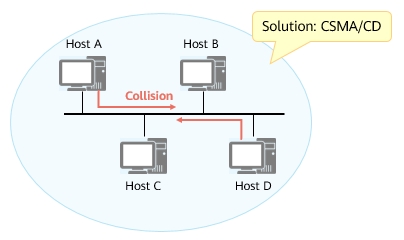 Solution: CSMA/CD
Host A
Host B
Collision
Host C
Host D